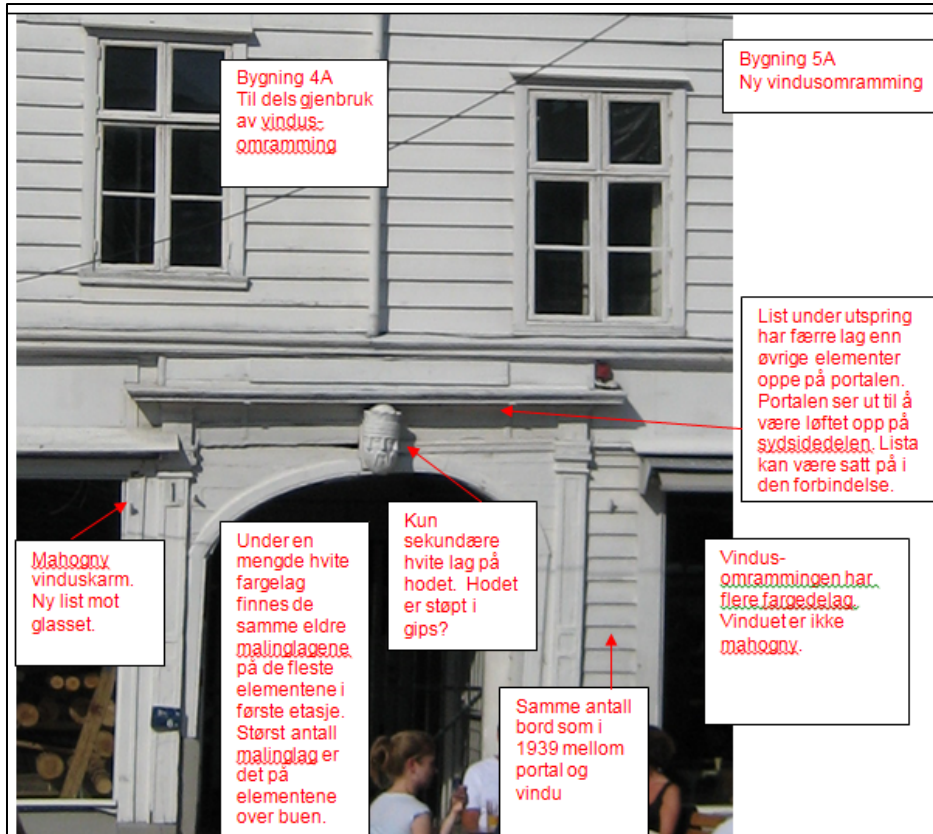 Bygning 4A
Til dels gjenbruk
av vindus-
omramming
Bygning 5A
Ny vindusomramming
List under utspring
har færre lag enn
øvrige elementer
oppe på portalen.
Portalen ser ut til å
være løftet opp på
sydsidedelen. Lista
kan være satt på i
den forbindelse.
Mahogny
vinduskarm.
Ny list mot
glasset.
Under en
mengde hvite
fargelag
finnes de
samme eldre
malinglagene
på de fleste
elementene i
første etasje.
Størst antall
malinglag er
det på
elementene
over buen.
Kun
sekundære
hvite lag på
hodet.  Hodet
er støpt i
gips?
Samme antall
bord som i
1939 mellom
portal og
vindu
Vindus-
omrammingen har
flere fargedelag.
Vinduet er ikke
mahogny.